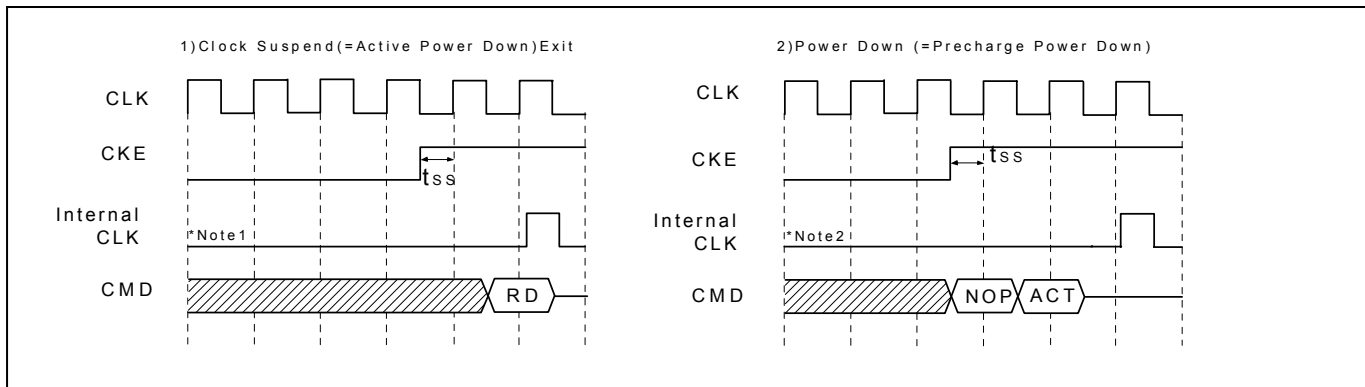 1)Clock Suspend(=Active Power Down)Exit
CLK
CKE
tss
Internal
CLK
*Note1
CMD
RD
2)Power Down (=Precharge Power Down)
CLK
CKE
tss
Internal
CLK
*Note2
CMD
NOP
ACT